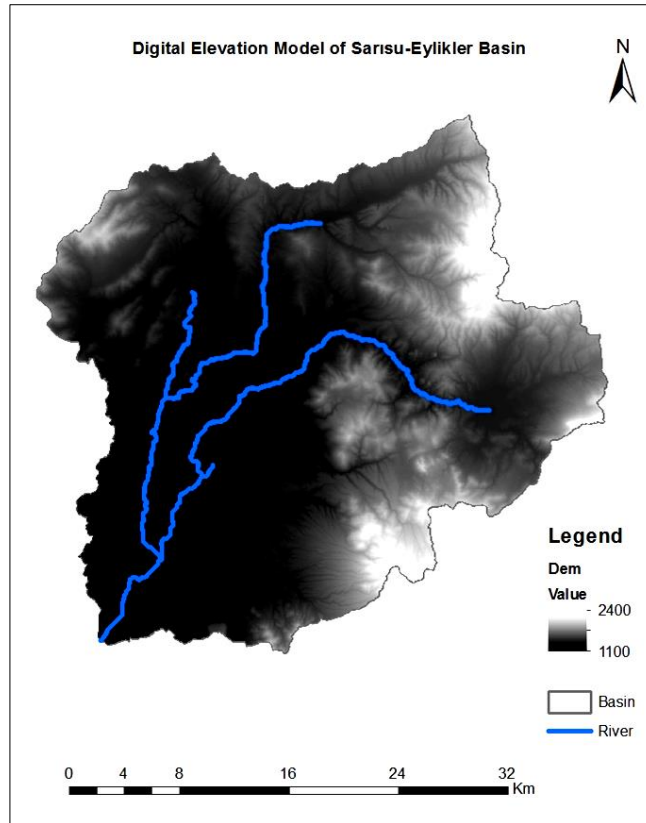 Digital Elevation Model of Sarısu-Eylikler Basin
N
Legend
Dem
Value
2400
1100
Basin
River
0 4 8 16 24 32
Km